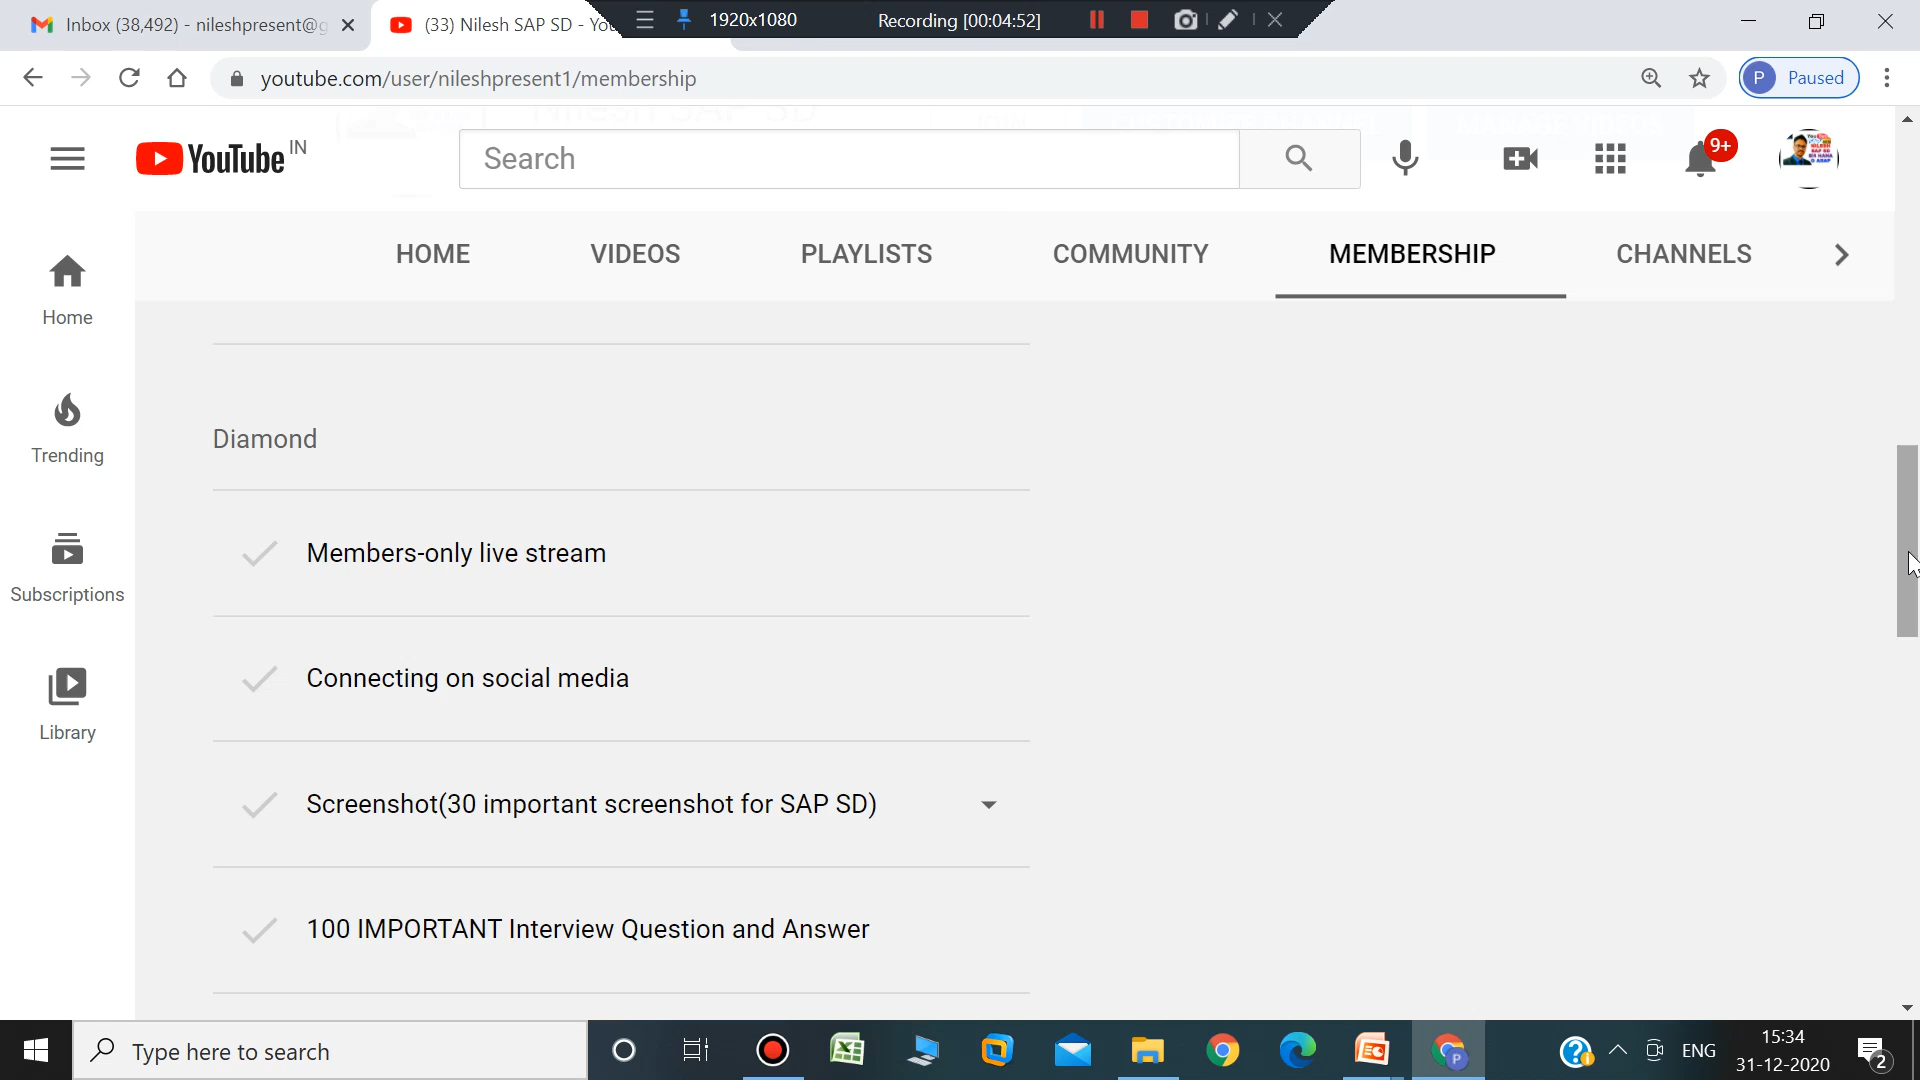 Inbox (38,492) - nileshpresent@g
(33) Nilesh SAP SD - You
1920x1080
Recording [00:04:52]
youtube.com/user/nileshpresent1/membership
P
Paused
YouTube IN
Search
9+
HOME
VIDEOS
PLAYLISTS
COMMUNITY
MEMBERSHIP
CHANNELS
Home
Trending
Subscriptions
Library
Diamond
Members-only live stream
Connecting on social media
Screenshot(30 important screenshot for SAP SD)
100 IMPORTANT Interview Question and Answer
Type here to search
ENG
15:34
31-12-2020
2